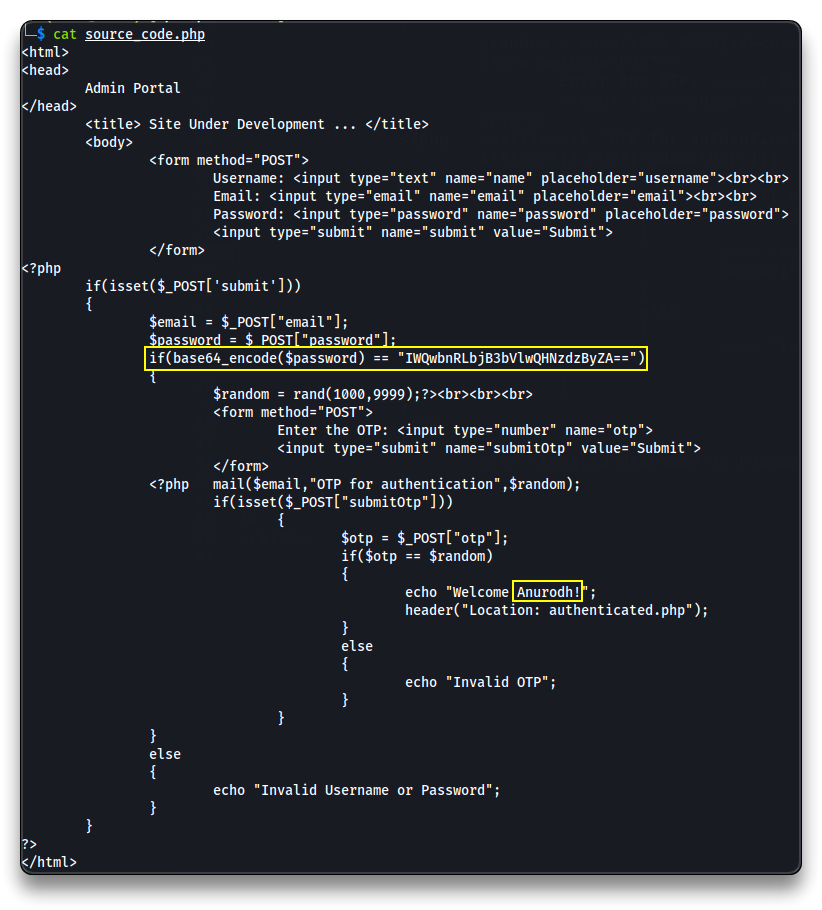 └─$ cat source_code.php
<html>
<head>
        Admin Portal
</head>
        <title> Site Under Development ... </title>
        <body>
                <form method="POST">
                        Username: <input type="text" name="name" placeholder="username"><br><br>
                        Email: <input type="email" name="email" placeholder="email"><br><br>
                        Password: <input type="password" name="password" placeholder="password">
                        <input type="submit" name="submit" value="Submit">
                </form>
<?php
        if(isset($_POST['submit']))
        {
                $email = $_POST["email"];
                $password = $_POST["password"];
                if(base64_encode($password) == "IWQwbnRLbjB3bVlwQHNzdzByZA==")
                {
                        $random = rand(1000,9999);?><br><br><br>
                        <form method="POST">
                                Enter the OTP: <input type="number" name="otp">
                                <input type="submit" name="submitOtp" value="Submit">
                        </form>
                <?php   mail($email,"OTP for authentication",$random);
                        if(isset($_POST["submitOtp"]))
                                {
                                        $otp = $_POST["otp"];
                                        if($otp == $random)
                                        {
                                                echo "Welcome Anurodh!";
                                                header("Location: authenticated.php");
                                        }
                                        else
                                        {
                                                echo "Invalid OTP";
                                        }
                                }
                }
                else
                {
                        echo "Invalid Username or Password";
                }
        }
?>
</html>